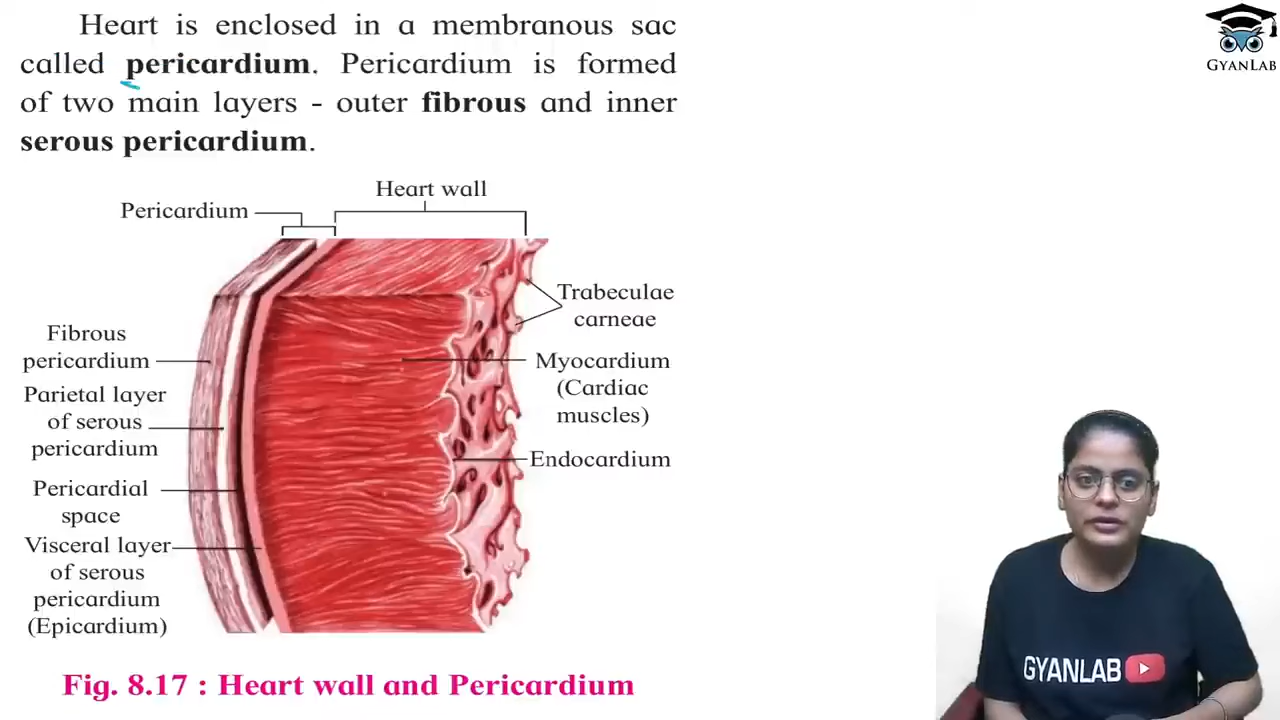 Heart is enclosed in a membranous sac
called pericardium. Pericardium is formed
of two main layers - outer fibrous and inner
serous pericardium.
GYANLAB
Heart wall
Pericardium
Trabeculae
carneae
Fibrous
pericardium
Myocardium
(Cardiac
muscles)
Parietal layer
of serous
pericardium
Endocardium
Pericardial
space
Visceral layer
of serous
pericardium
(Epicardium)
GYANLAB
Fig. 8.17 : Heart wall and Pericardium